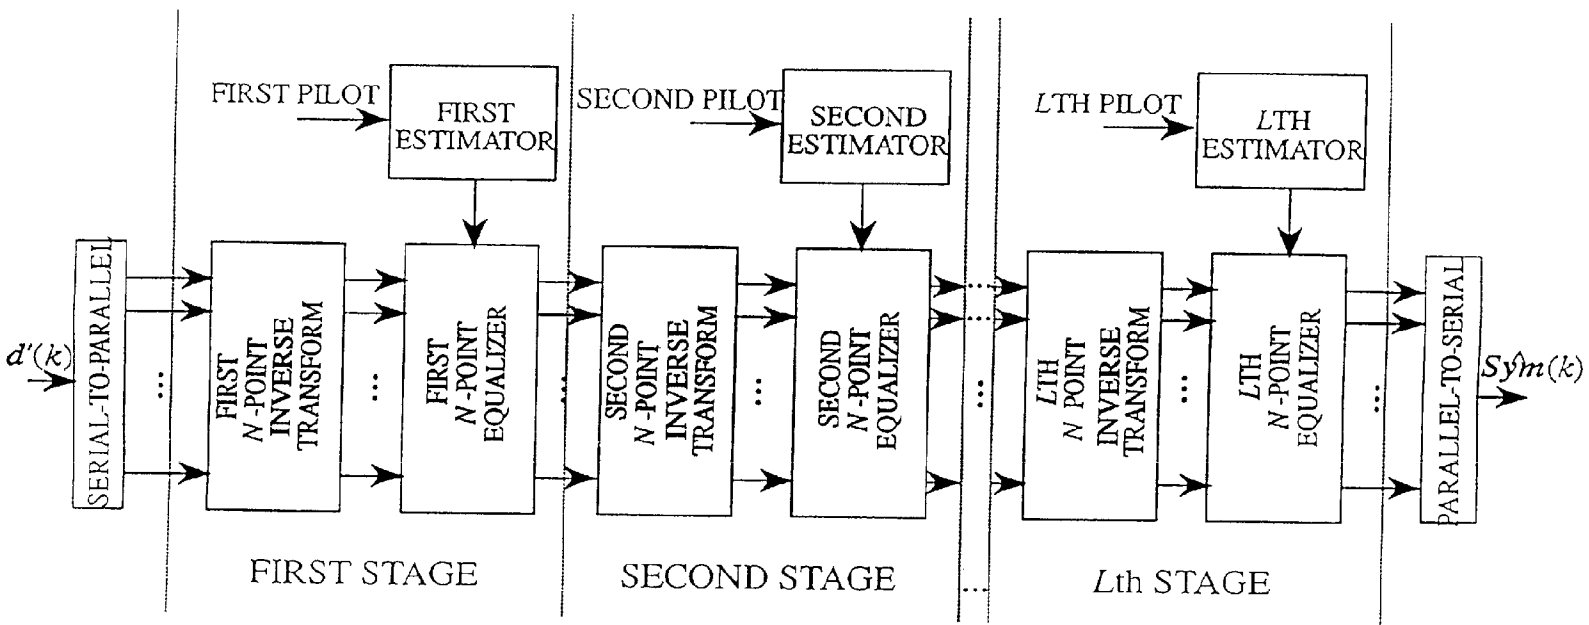 FIRST PILOT
FIRST
ESTIMATOR
SECOND PILOT
SECOND
ESTIMATOR
LTH PILOT
LTH
ESTIMATOR
d'(k)
SERIAL-TO-PARALLEL
FIRST
N-POINT
INVERSE
TRANSFORM
FIRST
N-POINT
EQUALIZER
SECOND
N-POINT
INVERSE
TRANSFORM
SECOND
N-POINT
EQUALIZER
LTH
N POINT
INVERSE
TRANSFORM
LTH
N-POINT
EQUALIZER
PARALLEL-TO-SERIAL
Sŷm(k)
FIRST STAGE
SECOND STAGE
...
Lth STAGE